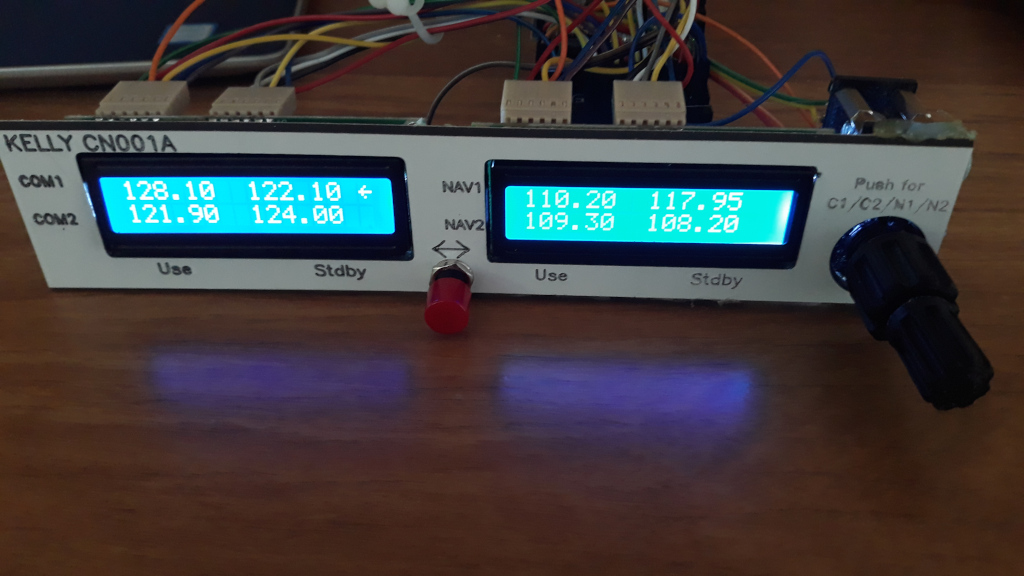 KELLY CN001A
COM1
128.10 122.10 ←
COM2
121.90 124.00
Use Stdby
NAV1
110.20 117.95
NAV2
109.30 108.20
Use Stdby
Push for
C1/C2/N1/N2